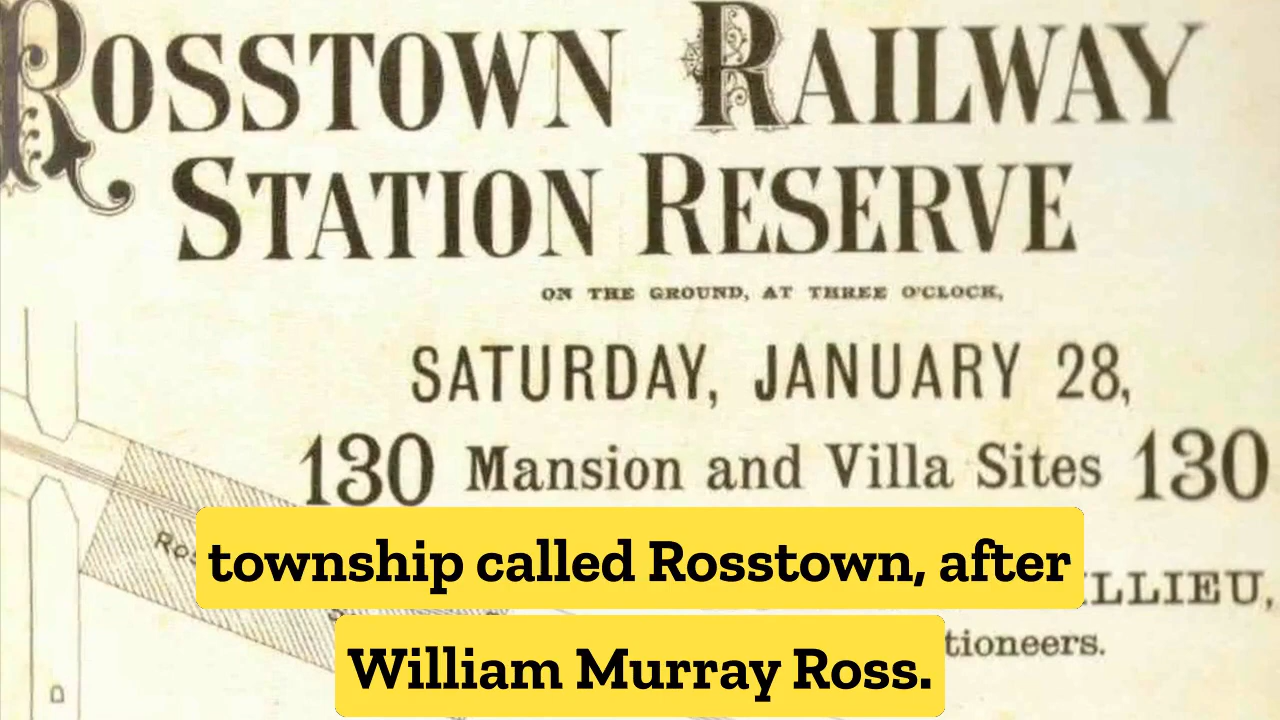 ROSSTOWN RAILWAY
STATION RESERVE
ON THE GROUND, AT THREE O'CLOCK,
SATURDAY, JANUARY 28,
130 Mansion and Villa Sites 130
township called Rosstown, after
William Murray Ross.